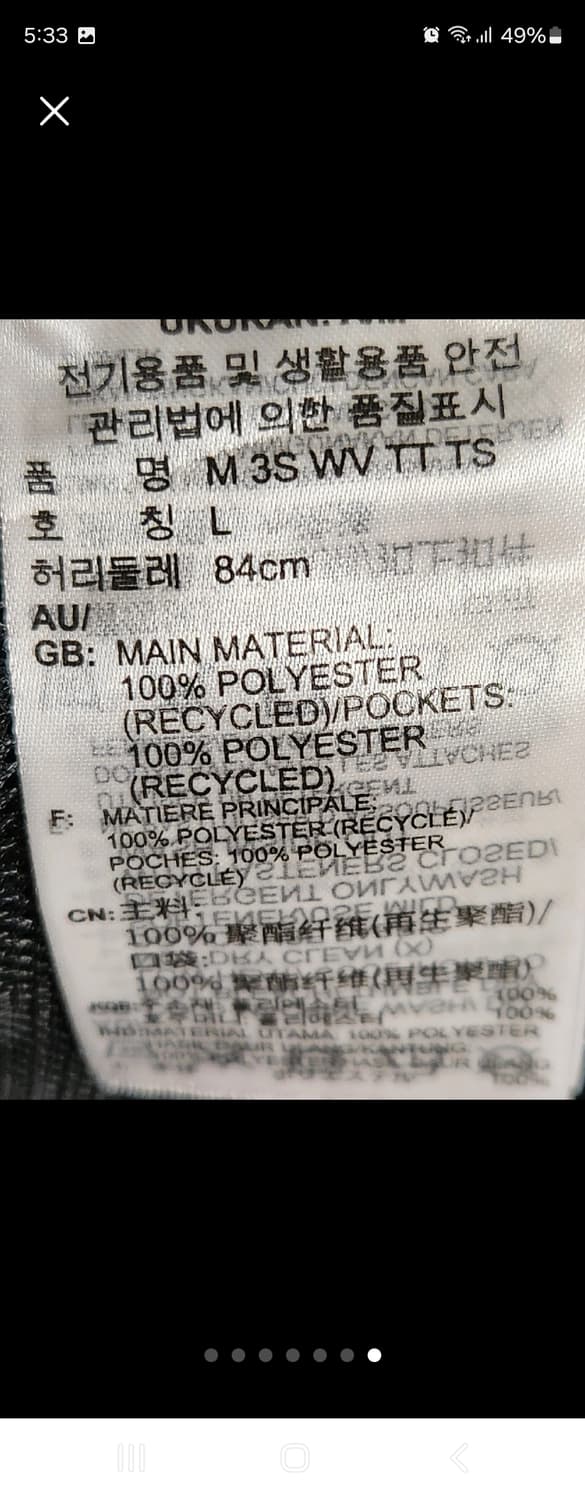 5:33
49%
전기용품 및 생활용품 안전
관리법에 의한 품질표시
품 명 M 3S WV TT TS
호 칭 L
허리둘레 84cm
AU/
GB: MAIN MATERIAL:
100% POLYESTER
(RECYCLED)/POCKETS:
100% POLYESTER
(RECYCLED)
F: MATIERE PRINCIPALE:
100% POLYESTER (RECYCLÉ)/
POCHES: 100% POLYESTER
(RECYCLÉ)
CN: 主料:
100% 聚酯纤维(再生聚酯)/
口袋:
100% 聚酯纤维(再生聚酯)
100%
100%
MATERIAL UTAMA: 100% POLYESTER